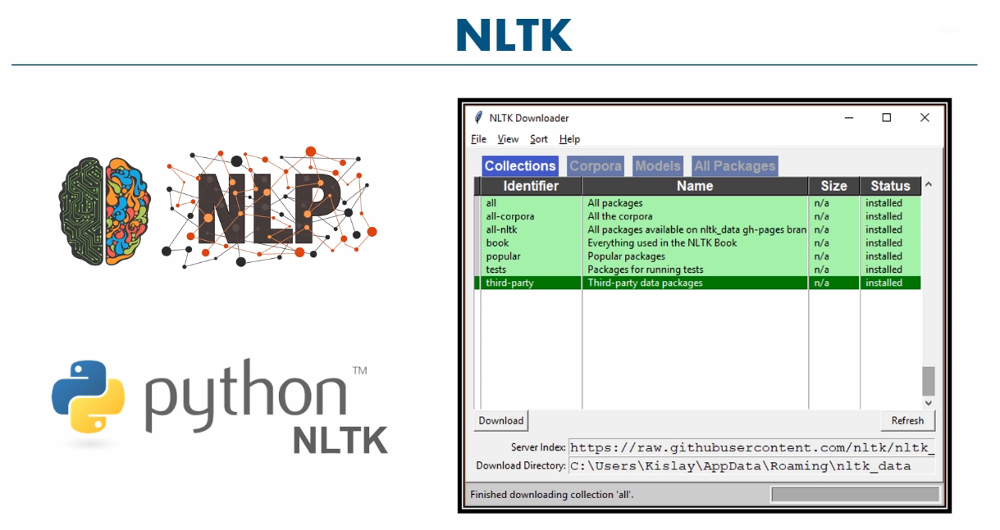 NLTK
NLP
python™
NLTK
NLTK Downloader
File View Sort Help
Collections Corpora Models All Packages
Identifier Name Size Status
all All packages n/a installed
all-corpora All the corpora n/a installed
all-nltk All packages available on nltk_data gh-pages bran n/a installed
book Everything used in the NLTK Book n/a installed
popular Popular packages n/a installed
tests Packages for running tests n/a installed
third-party Third-party data packages n/a installed
Download Refresh
Server Index: https://raw.githubusercontent.com/nltk/nltk_
Download Directory: C:\Users\Kislay\AppData\Roaming\nltk_data
Finished downloading collection 'all'.